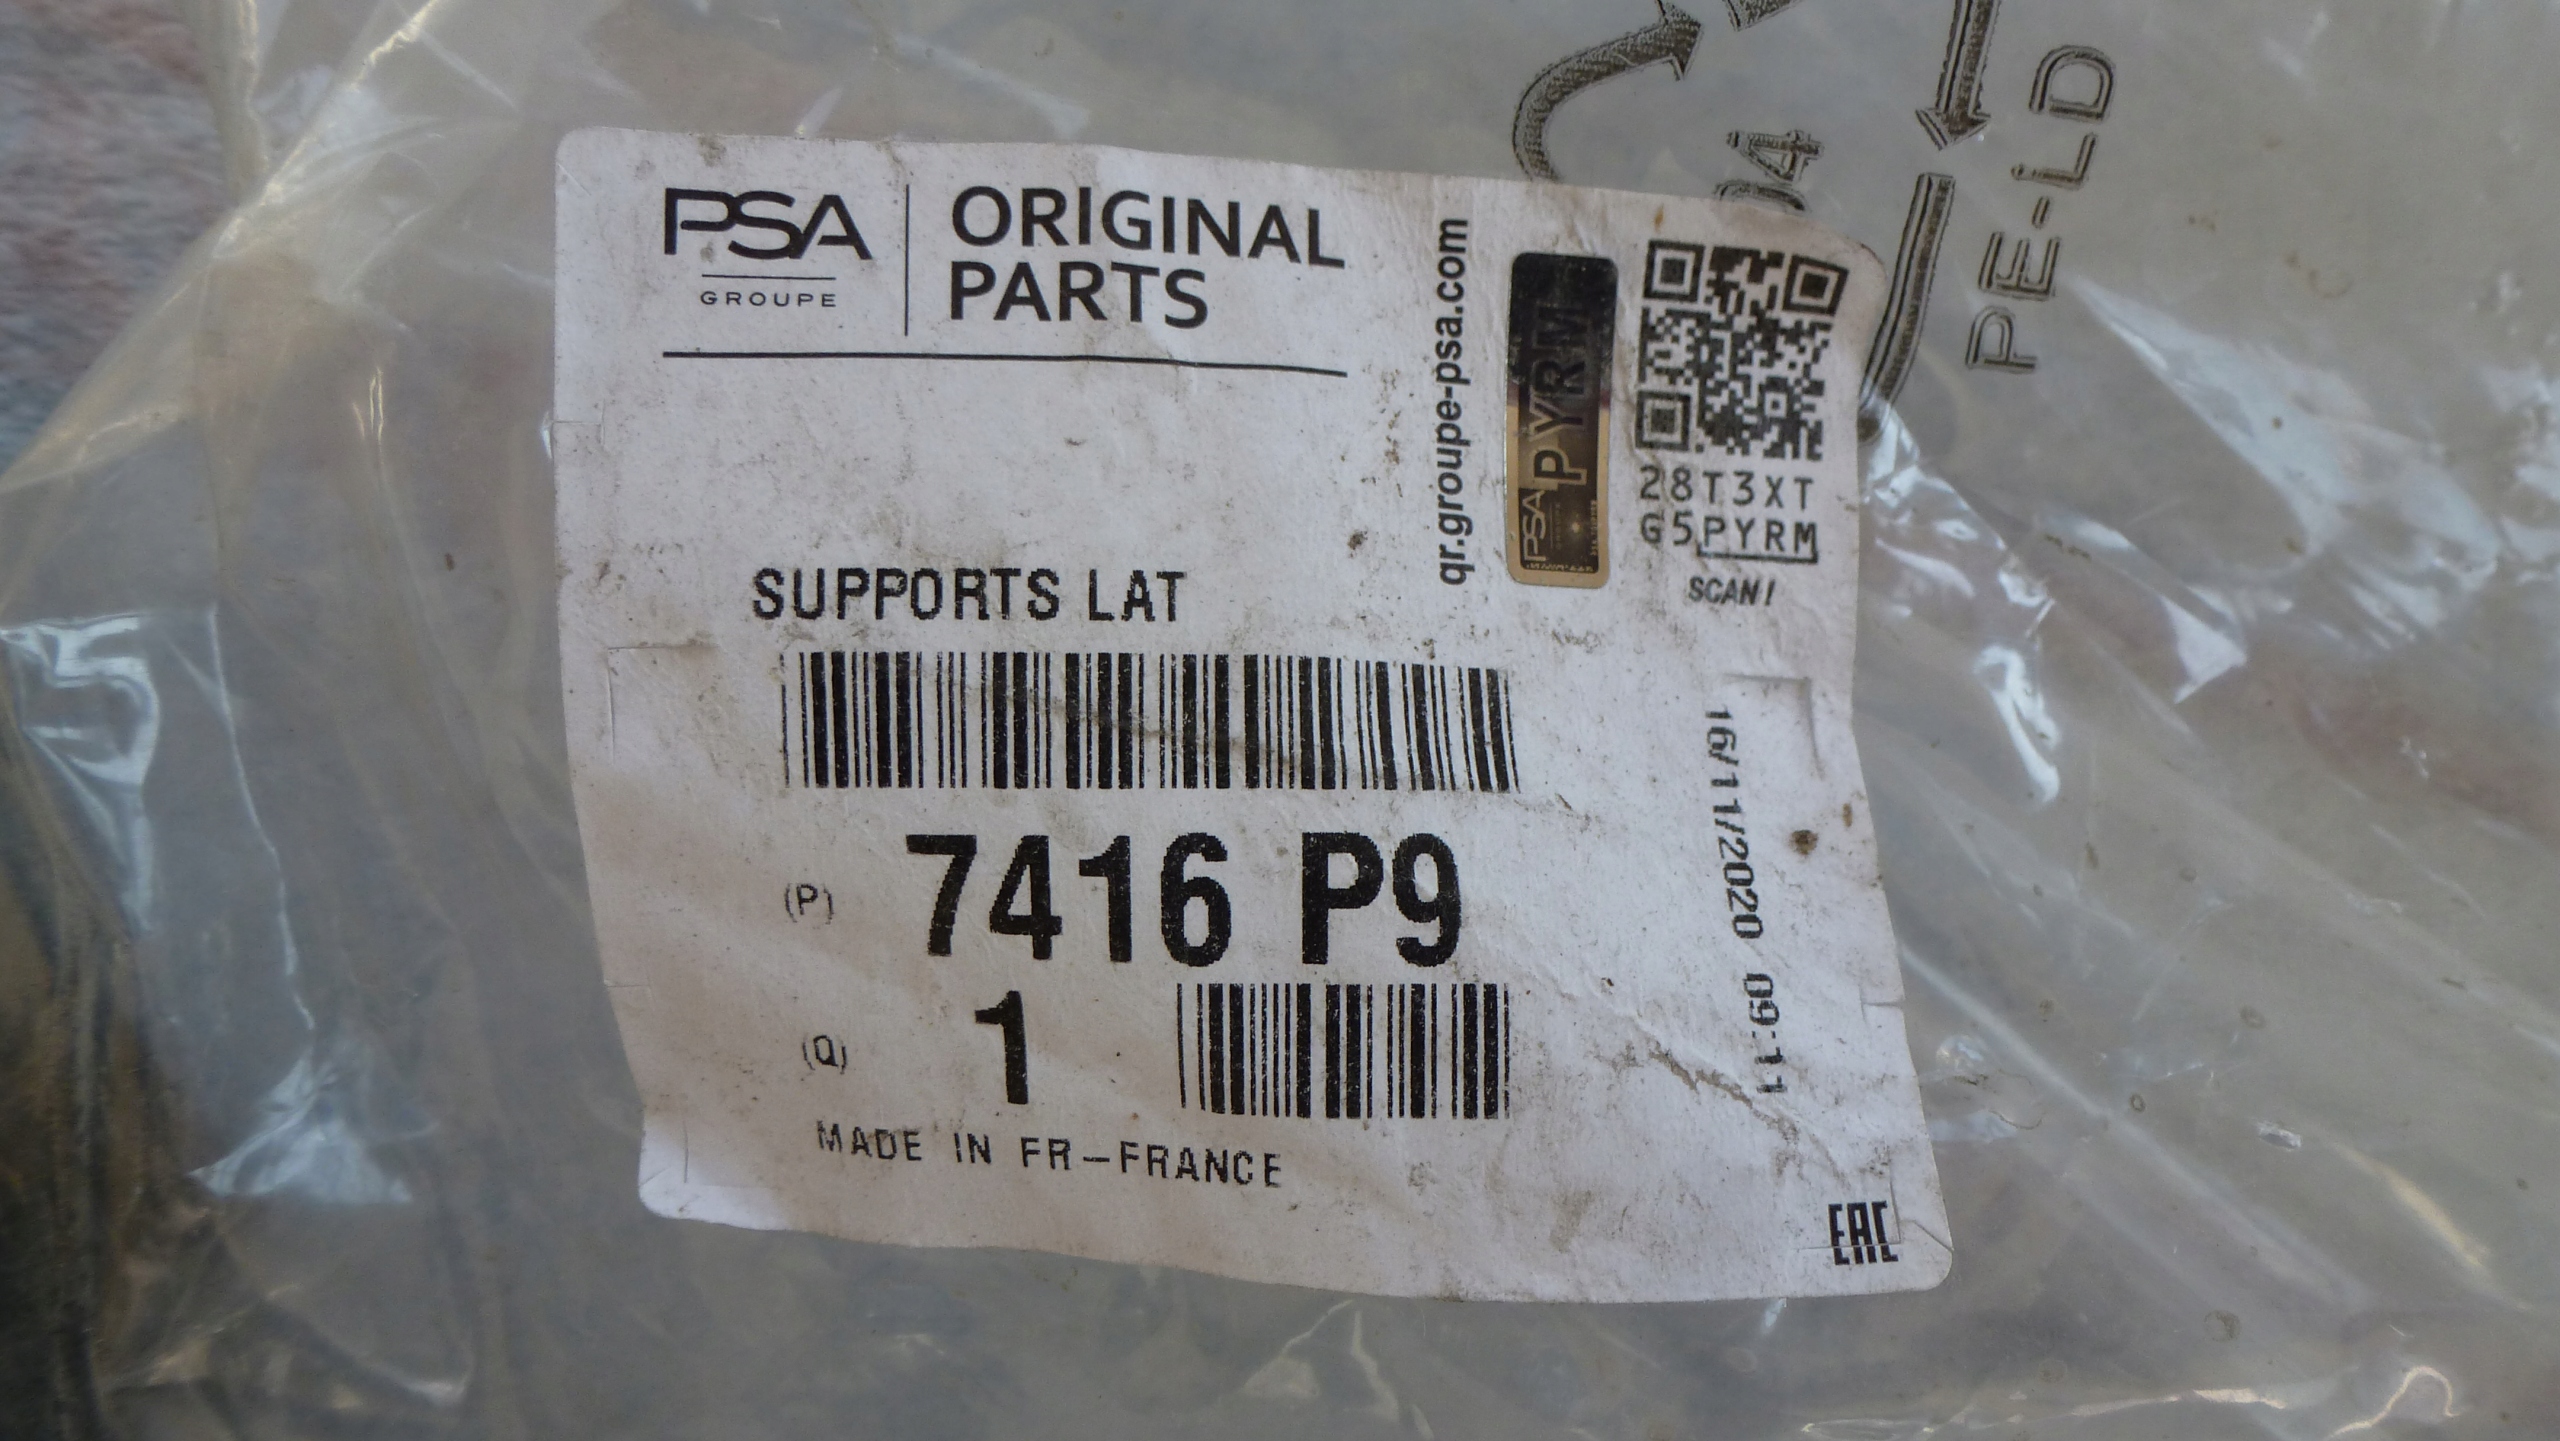 PSA
GROUPE
ORIGINAL
PARTS
qr.groupe-psa.com
PYRM
PSA
28T3XT
G5PYRM
SCAN!
SUPPORTS LAT
(P) 7416 P9
(Q) 1
MADE IN FR-FRANCE
16/11/2020 09:11
EAC
04
PE-LD